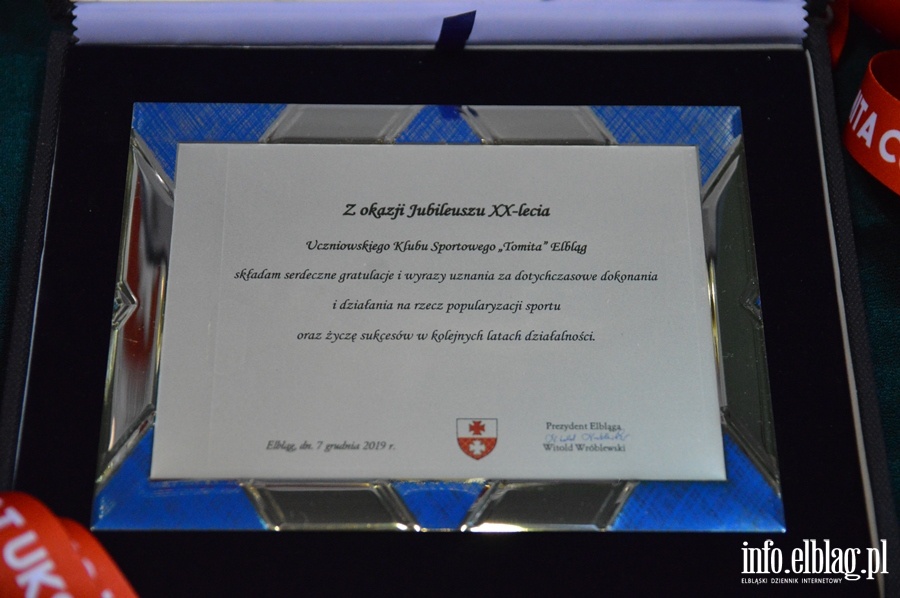 Z okazji Jubileuszu XX-lecia
Uczniowskiego Klubu Sportowego „Tomita” Elbląg
składam serdeczne gratulacje i wyrazy uznania za dotychczasowe dokonania
i działania na rzecz popularyzacji sportu
oraz życzę sukcesów w kolejnych latach działalności.
Elbląg, dn. 7 grudnia 2019 r.
Prezydent Elbląga
Witold Wróblewski
info.elblag.pl
ELBLĄSKI DZIENNIK INTERNETOWY